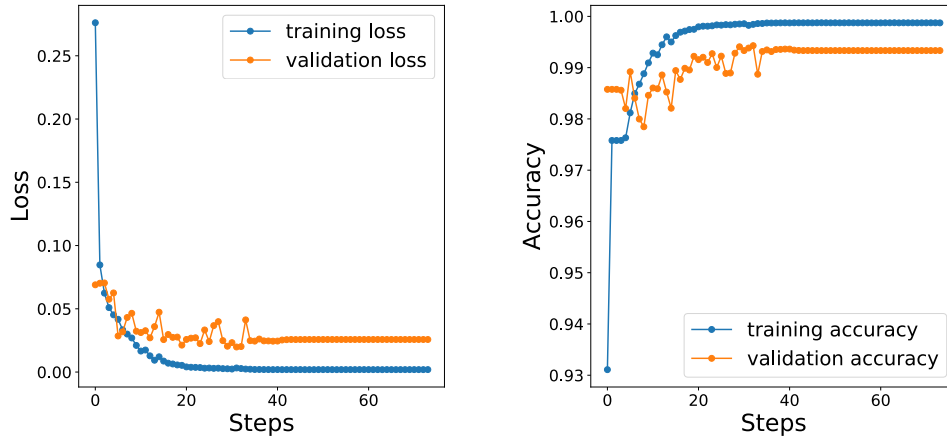 0.25
0.20
0.15
0.10
0.05
0.00
Loss
0
20
40
60
Steps
training loss
validation loss
1.00
0.99
0.98
0.97
0.96
0.95
0.94
0.93
Accuracy
0
20
40
60
Steps
training accuracy
validation accuracy